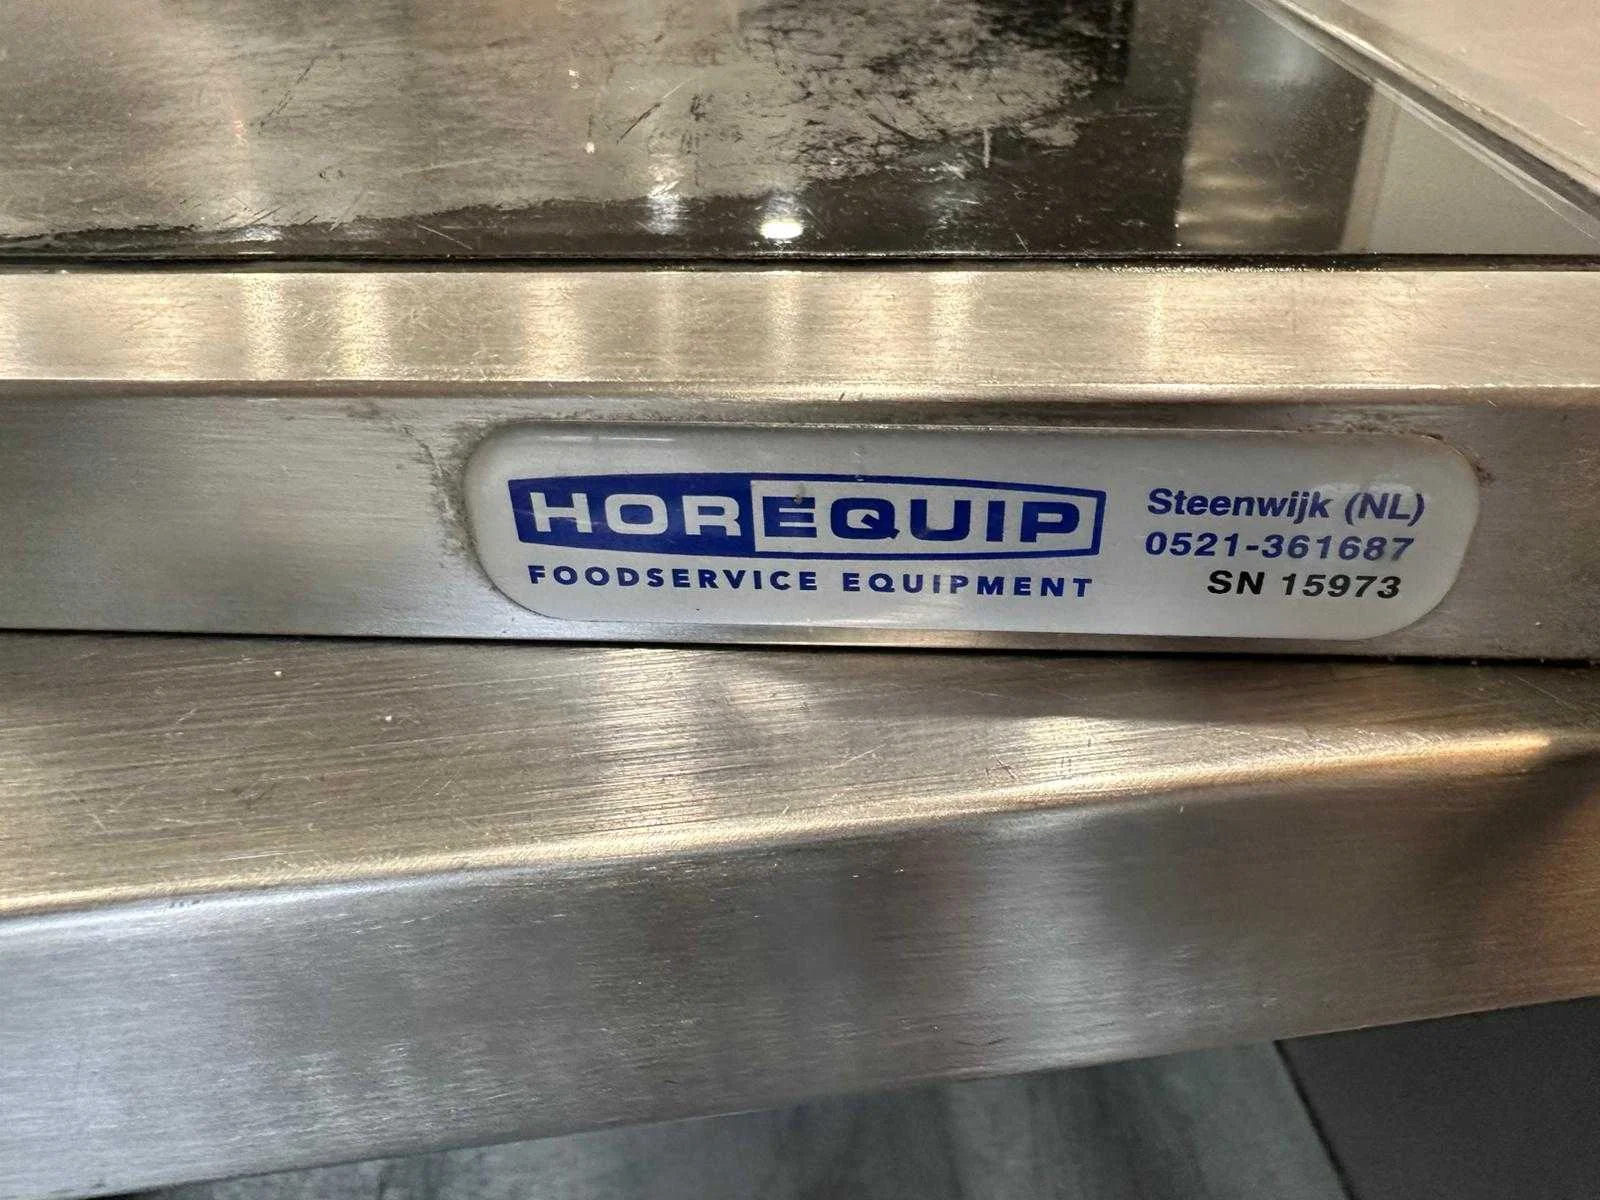 HOREQUIP
FOODSERVICE EQUIPMENT
Steenwijk (NL)
0521-361687
SN 15973